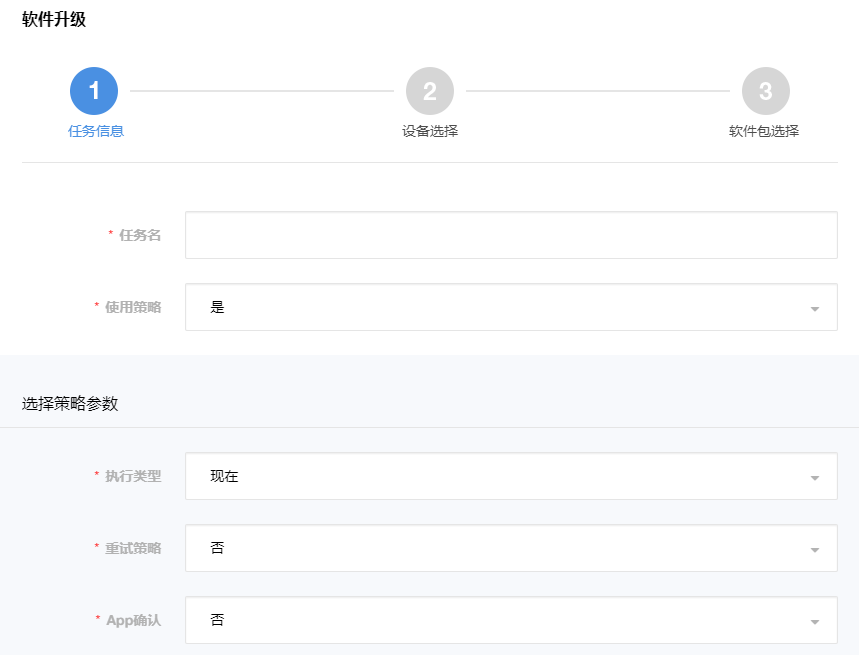 软件升级
1
2
3
任务信息
设备选择
软件包选择
* 任务名
* 使用策略
是
选择策略参数
* 执行类型
现在
* 重试策略
否
* App确认
否